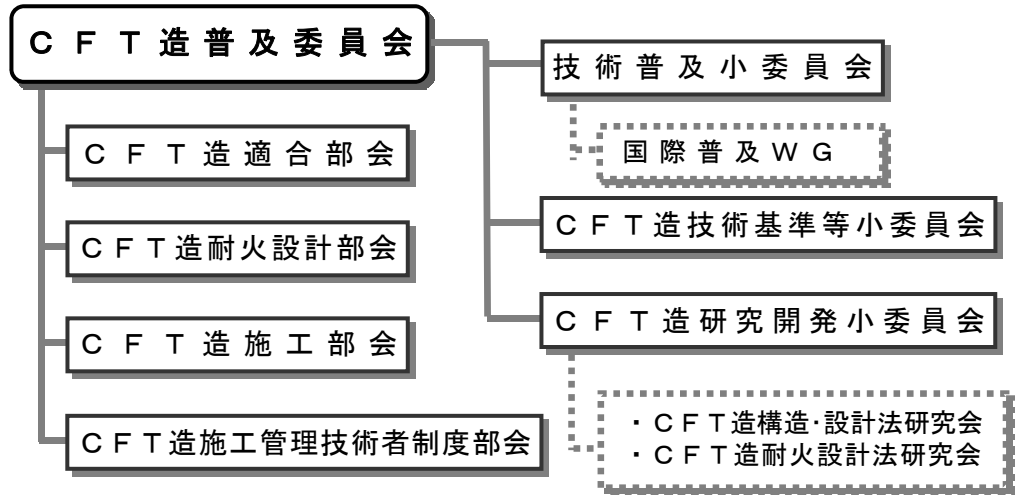 ＣＦＴ造普及委員会
ＣＦＴ造適合部会
ＣＦＴ造耐火設計部会
ＣＦＴ造施工部会
ＣＦＴ造施工管理技術者制度部会
技術普及小委員会
国際普及ＷＧ
ＣＦＴ造技術基準等小委員会
ＣＦＴ造研究開発小委員会
・ＣＦＴ造構造･設計法研究会
・ＣＦＴ造耐火設計法研究会